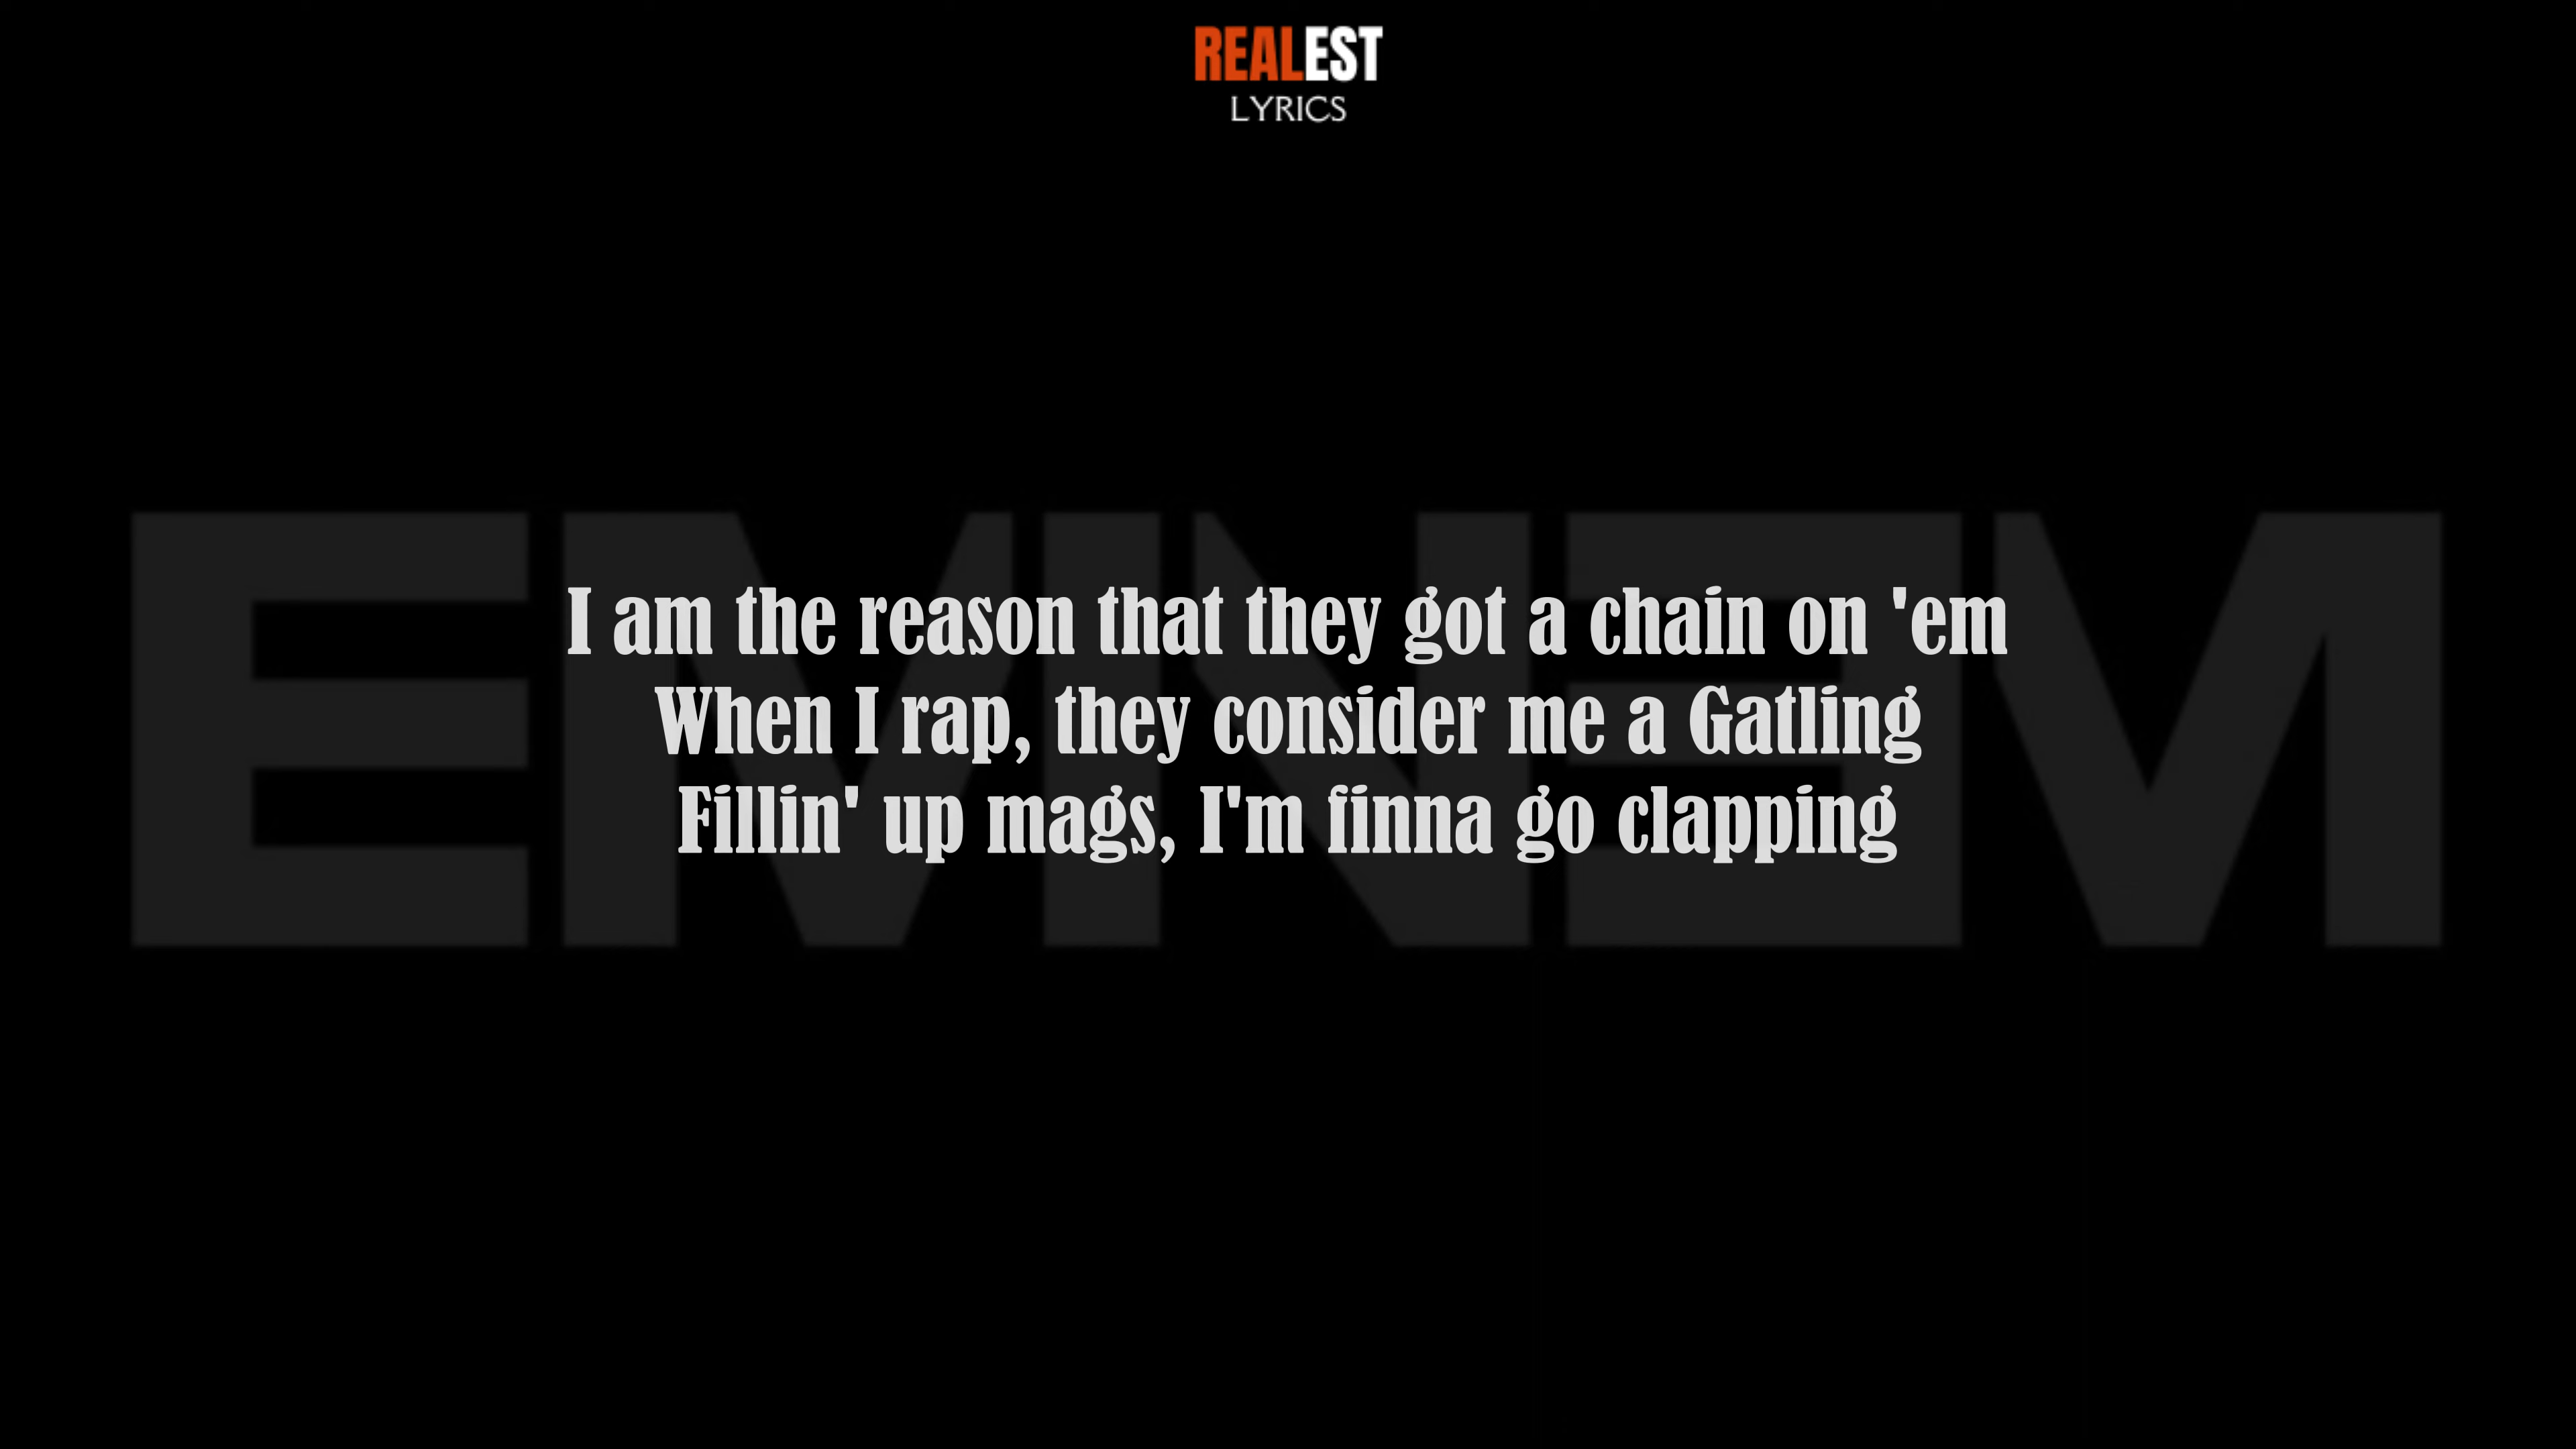 REALEST
LYRICS
EMINEM
I am the reason that they got a chain on 'em
When I rap, they consider me a Gatling
Fillin' up mags, I'm finna go clapping